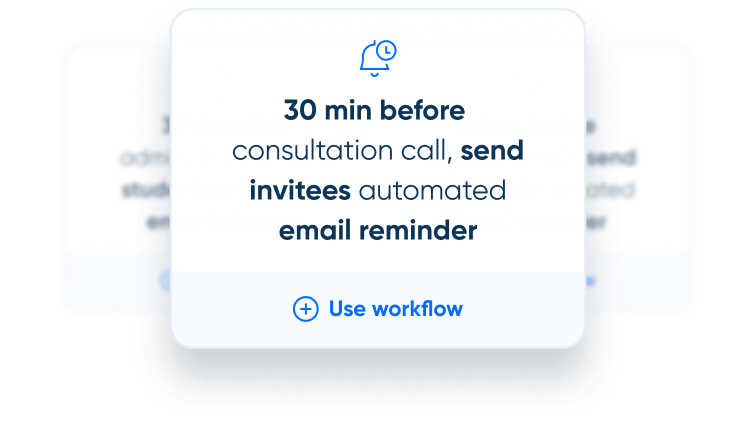 30 min before
consultation call, send
invitees automated
email reminder
Use workflow